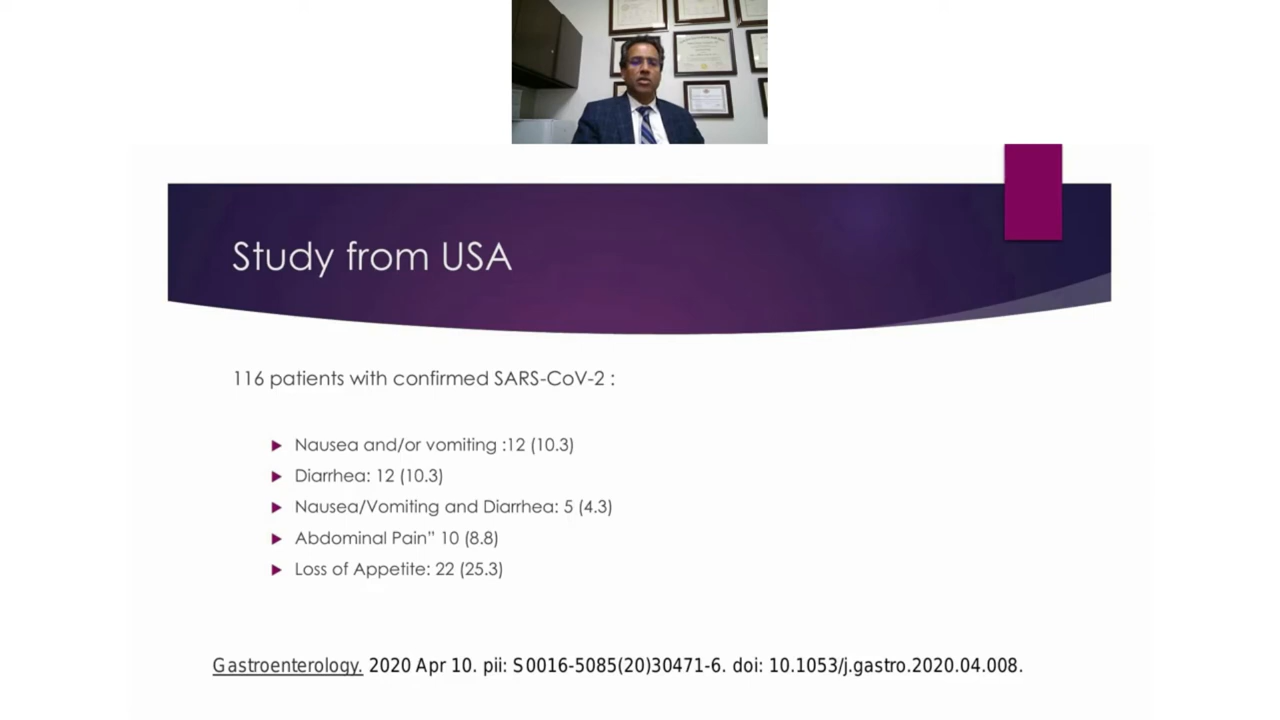 Study from USA
116 patients with confirmed SARS-CoV-2 :
Nausea and/or vomiting :12 (10.3)
Diarrhea: 12 (10.3)
Nausea/Vomiting and Diarrhea: 5 (4.3)
Abdominal Pain” 10 (8.8)
Loss of Appetite: 22 (25.3)
Gastroenterology. 2020 Apr 10. pii: S0016-5085(20)30471-6. doi: 10.1053/j.gastro.2020.04.008.